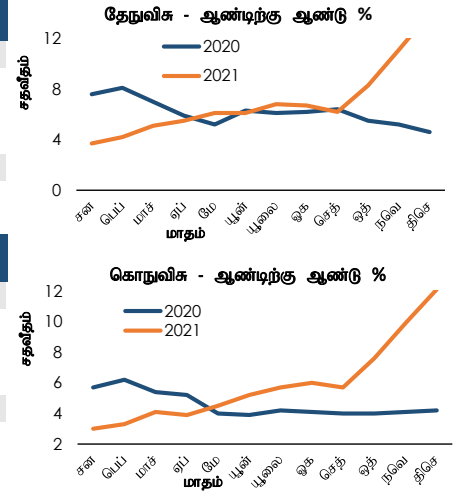 தேநுவிசு - ஆண்டிற்கு ஆண்டு %
12
8
4
0
சதவீதம்
2020
2021
சன பெப் மாச் ஏப் மே யூன் யூலை ஓக செத் ஒத் நவெ திசெ
மாதம்
கொநுவிசு - ஆண்டிற்கு ஆண்டு %
12
10
8
6
4
2
சதவீதம்
2020
2021
சன பெப் மாச் ஏப் மே யூன் யூலை ஓக செத் ஒத் நவெ திசெ
மாதம்